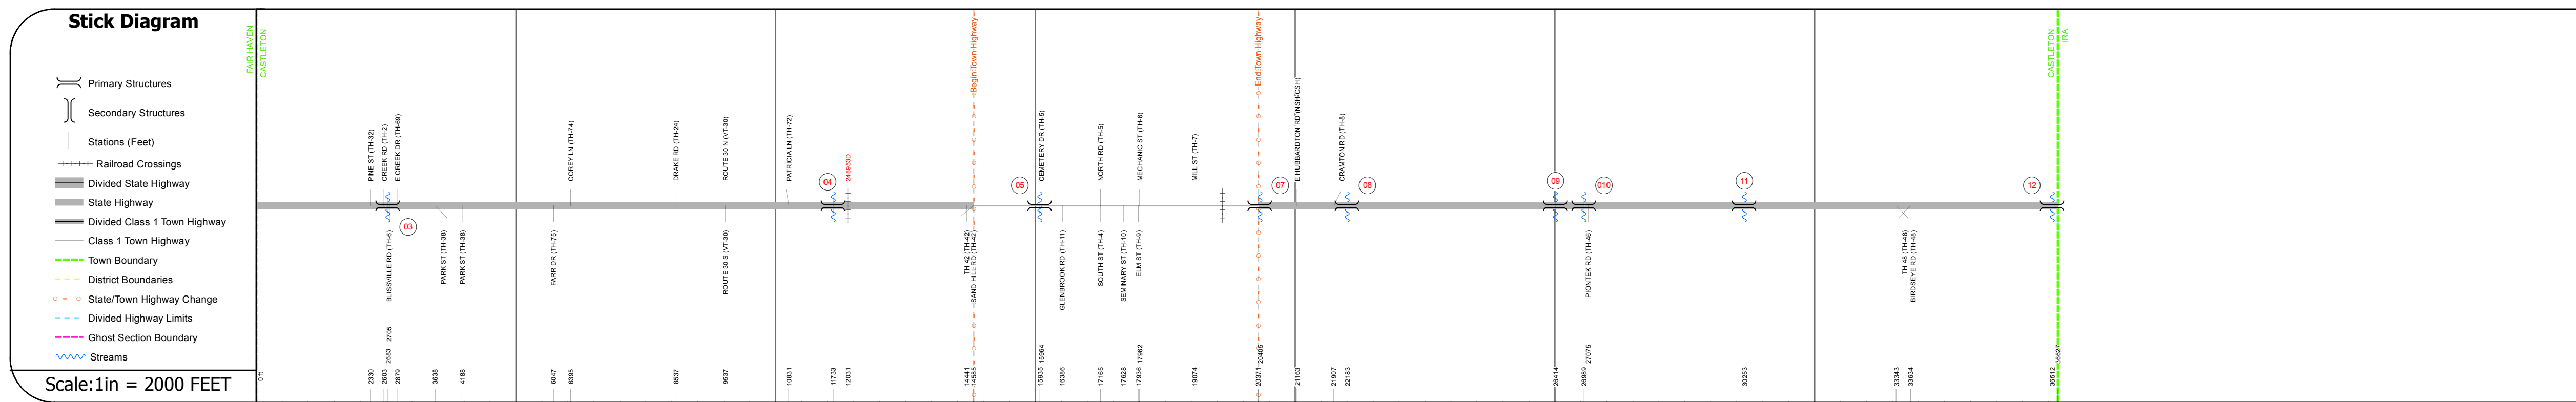 Stick Diagram
Primary Structures
Secondary Structures
Stations (Feet)
Railroad Crossings
Divided State Highway
State Highway
Divided Class 1 Town Highway
Class 1 Town Highway
Town Boundary
District Boundaries
State/Town Highway Change
Divided Highway Limits
Ghost Section Boundary
Streams
Scale:1in = 2000 FEET
FAIR HAVEN
CASTLETON
Begin:Town Highway
End:Town Highway
CASTLETON
IRA
PINE ST (TH-32)
CREEK RD (TH-2)
E CREEK DR (TH-69)
COREY LN (TH-74)
DRAKE RD (TH-24)
ROUTE 30 N (VT-30)
PATRICIA LN (TH-72)
248953D
CEMETERY DR (TH-5)
NORTH RD (TH-5)
MECHANIC ST (TH-6)
MILL ST (TH-7)
E HUBBARDTON RD (NSH-CSH)
CRAMTON RD (TH-8)
03
04
05
07
08
09
010
11
12
BLISSVILLE RD (TH-6)
PARK ST (TH-38)
PARK ST (TH-38)
FARR DR (TH-75)
ROUTE 30 S (VT-30)
TH 42 (TH-42)
SAND HILL RD (TH-42)
GLENBROOK RD (TH-11)
SOUTH ST (TH-4)
SEMINARY ST (TH-10)
ELM ST (TH-9)
PIONTEK RD (TH-46)
TH 48 (TH-48)
BIRDSEYE RD (TH-48)
0 ft
2330
2603
2683
2705
2879
3638
4188
6047
6395
8537
9537
10831
11733
12031
14441
14585
15935
15964
16386
17165
17628
17936
17962
19074
20371
20405
21163
21907
22183
26414
26989
27075
30253
33343
33634
36512
36627